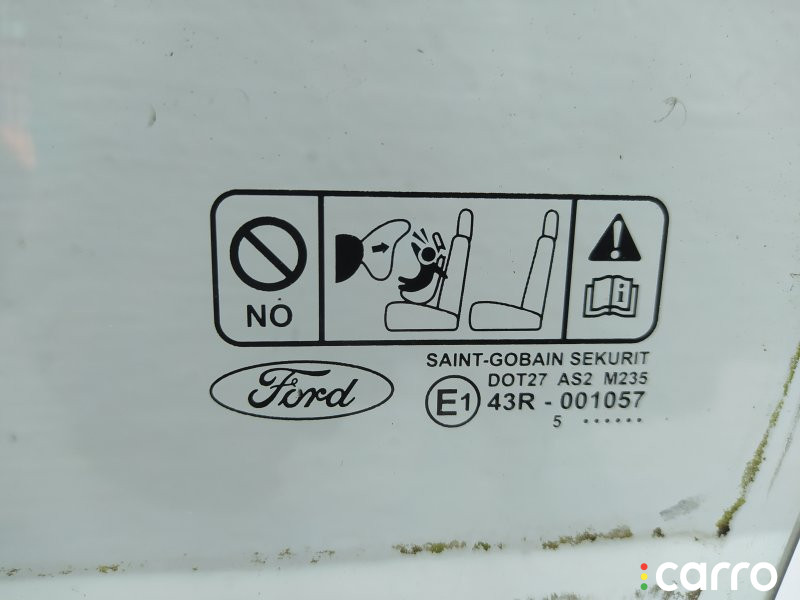 NO
Ford
SAINT-GOBAIN SEKURIT
DOT27 AS2 M235
E1 43R - 001057
5 ......
carro